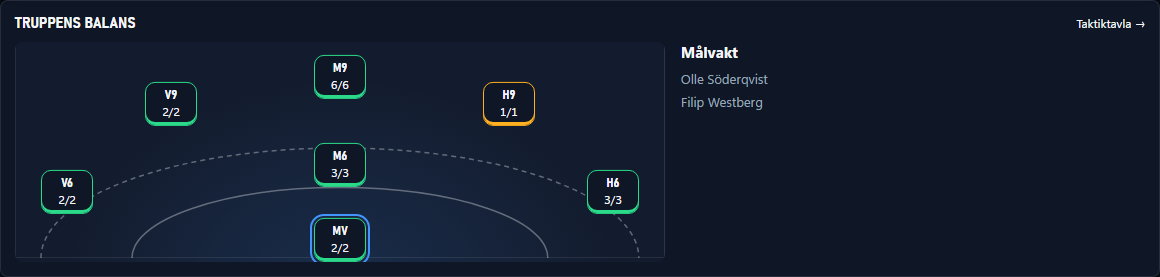 TRUPPENS BALANS
Taktiktavla →
M9
6/6
V9
2/2
H9
1/1
M6
3/3
V6
2/2
H6
3/3
MV
2/2
Målvakt
Olle Söderqvist
Filip Westberg